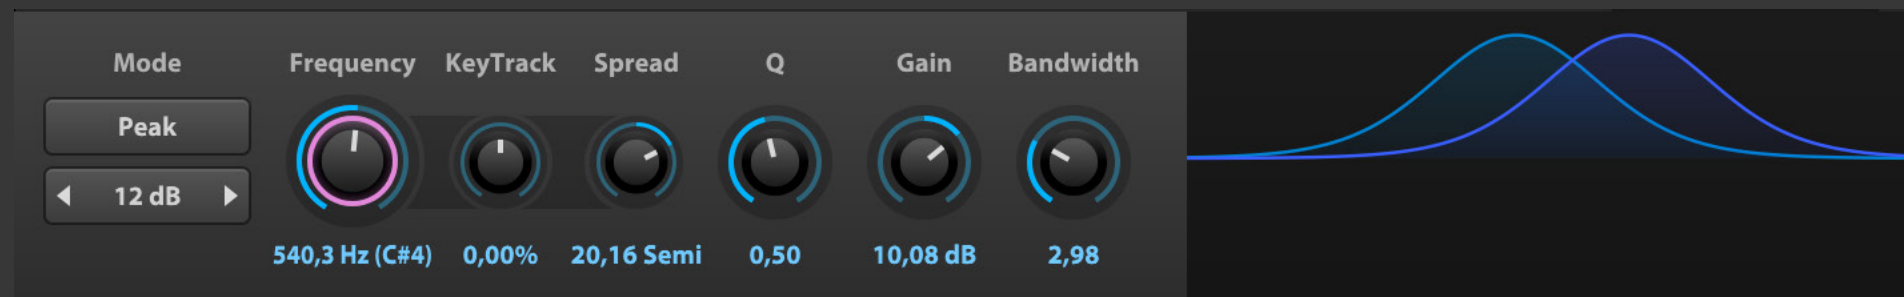 Mode
Frequency KeyTrack Spread Q Gain Bandwidth
Peak
12 dB
540,3 Hz (C#4) 0,00% 20,16 Semi 0,50 10,08 dB 2,98